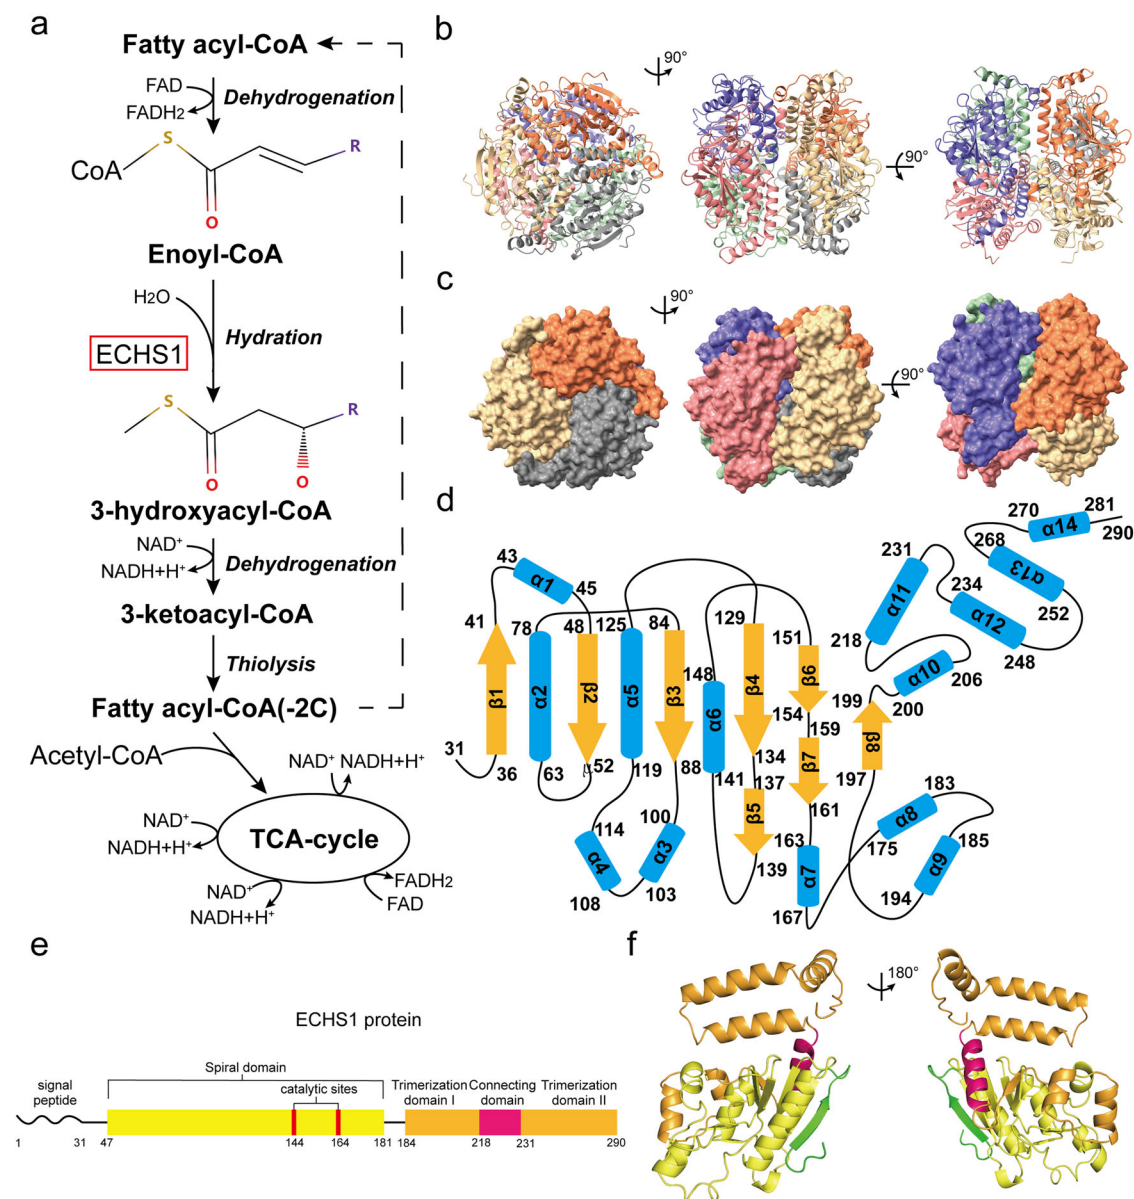 a
Fatty acyl-CoA
FAD
FADH2
Dehydrogenation
S
R
CoA
O
Enoyl-CoA
H2O
Hydration
ECHS1
S
R
O
O
3-hydroxyacyl-CoA
NAD+
NADH+H+
Dehydrogenation
3-ketoacyl-CoA
Thiolysis
Fatty acyl-CoA(-2C)
Acetyl-CoA
NAD+ NADH+H+
NAD+
NADH+H+
TCA-cycle
NAD+
NADH+H+
FADH2
FAD
b
90°
90°
c
90°
90°
d
43
α1
45
41
78
48
125
84
129
151
148
β1
α2
β2
α5
β3
α6
β4
β6
31
36
63
52
119
88
141
134
137
154
159
β5
β7
114
100
α4
α3
108
103
139
161
163
α7
167
199
200
β8
197
α8
183
175
α9
185
194
α10
206
218
α11
231
234
α12
248
252
α13
268
270
α14
281
290
e
ECHS1 protein
signal
peptide
Spiral domain
catalytic sites
Trimerization
domain I
Connecting
domain
Trimerization
domain II
1
31
47
144
164
181
184
218
231
290
f
180°